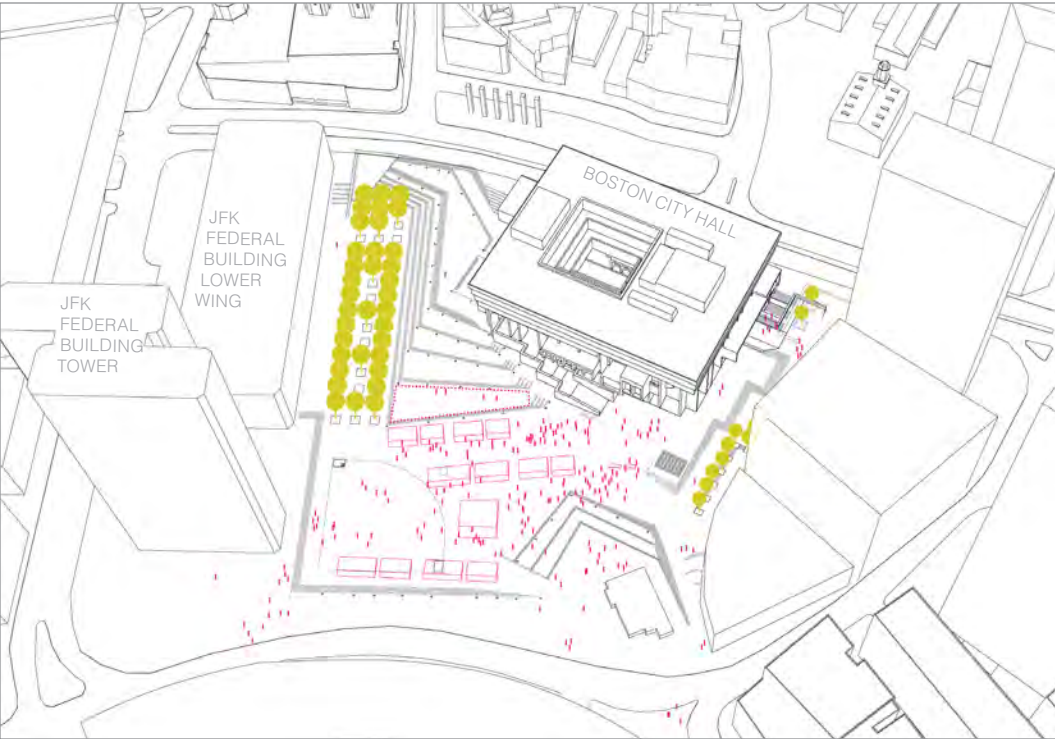 BOSTON CITY HALL
JFK
FEDERAL
BUILDING
LOWER
WING
JFK
FEDERAL
BUILDING
TOWER